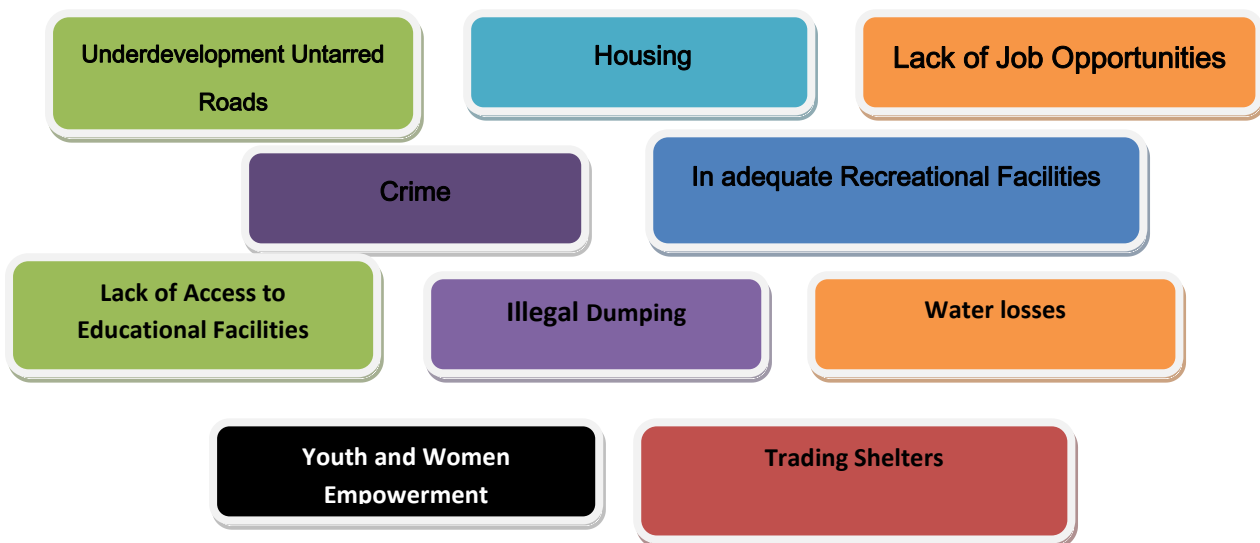 Underdevelopment Untarred
Roads
Housing
Lack of Job Opportunities
Crime
In adequate Recreational Facilities
Lack of Access to
Educational Facilities
Illegal Dumping
Water losses
Youth and Women
Empowerment
Trading Shelters